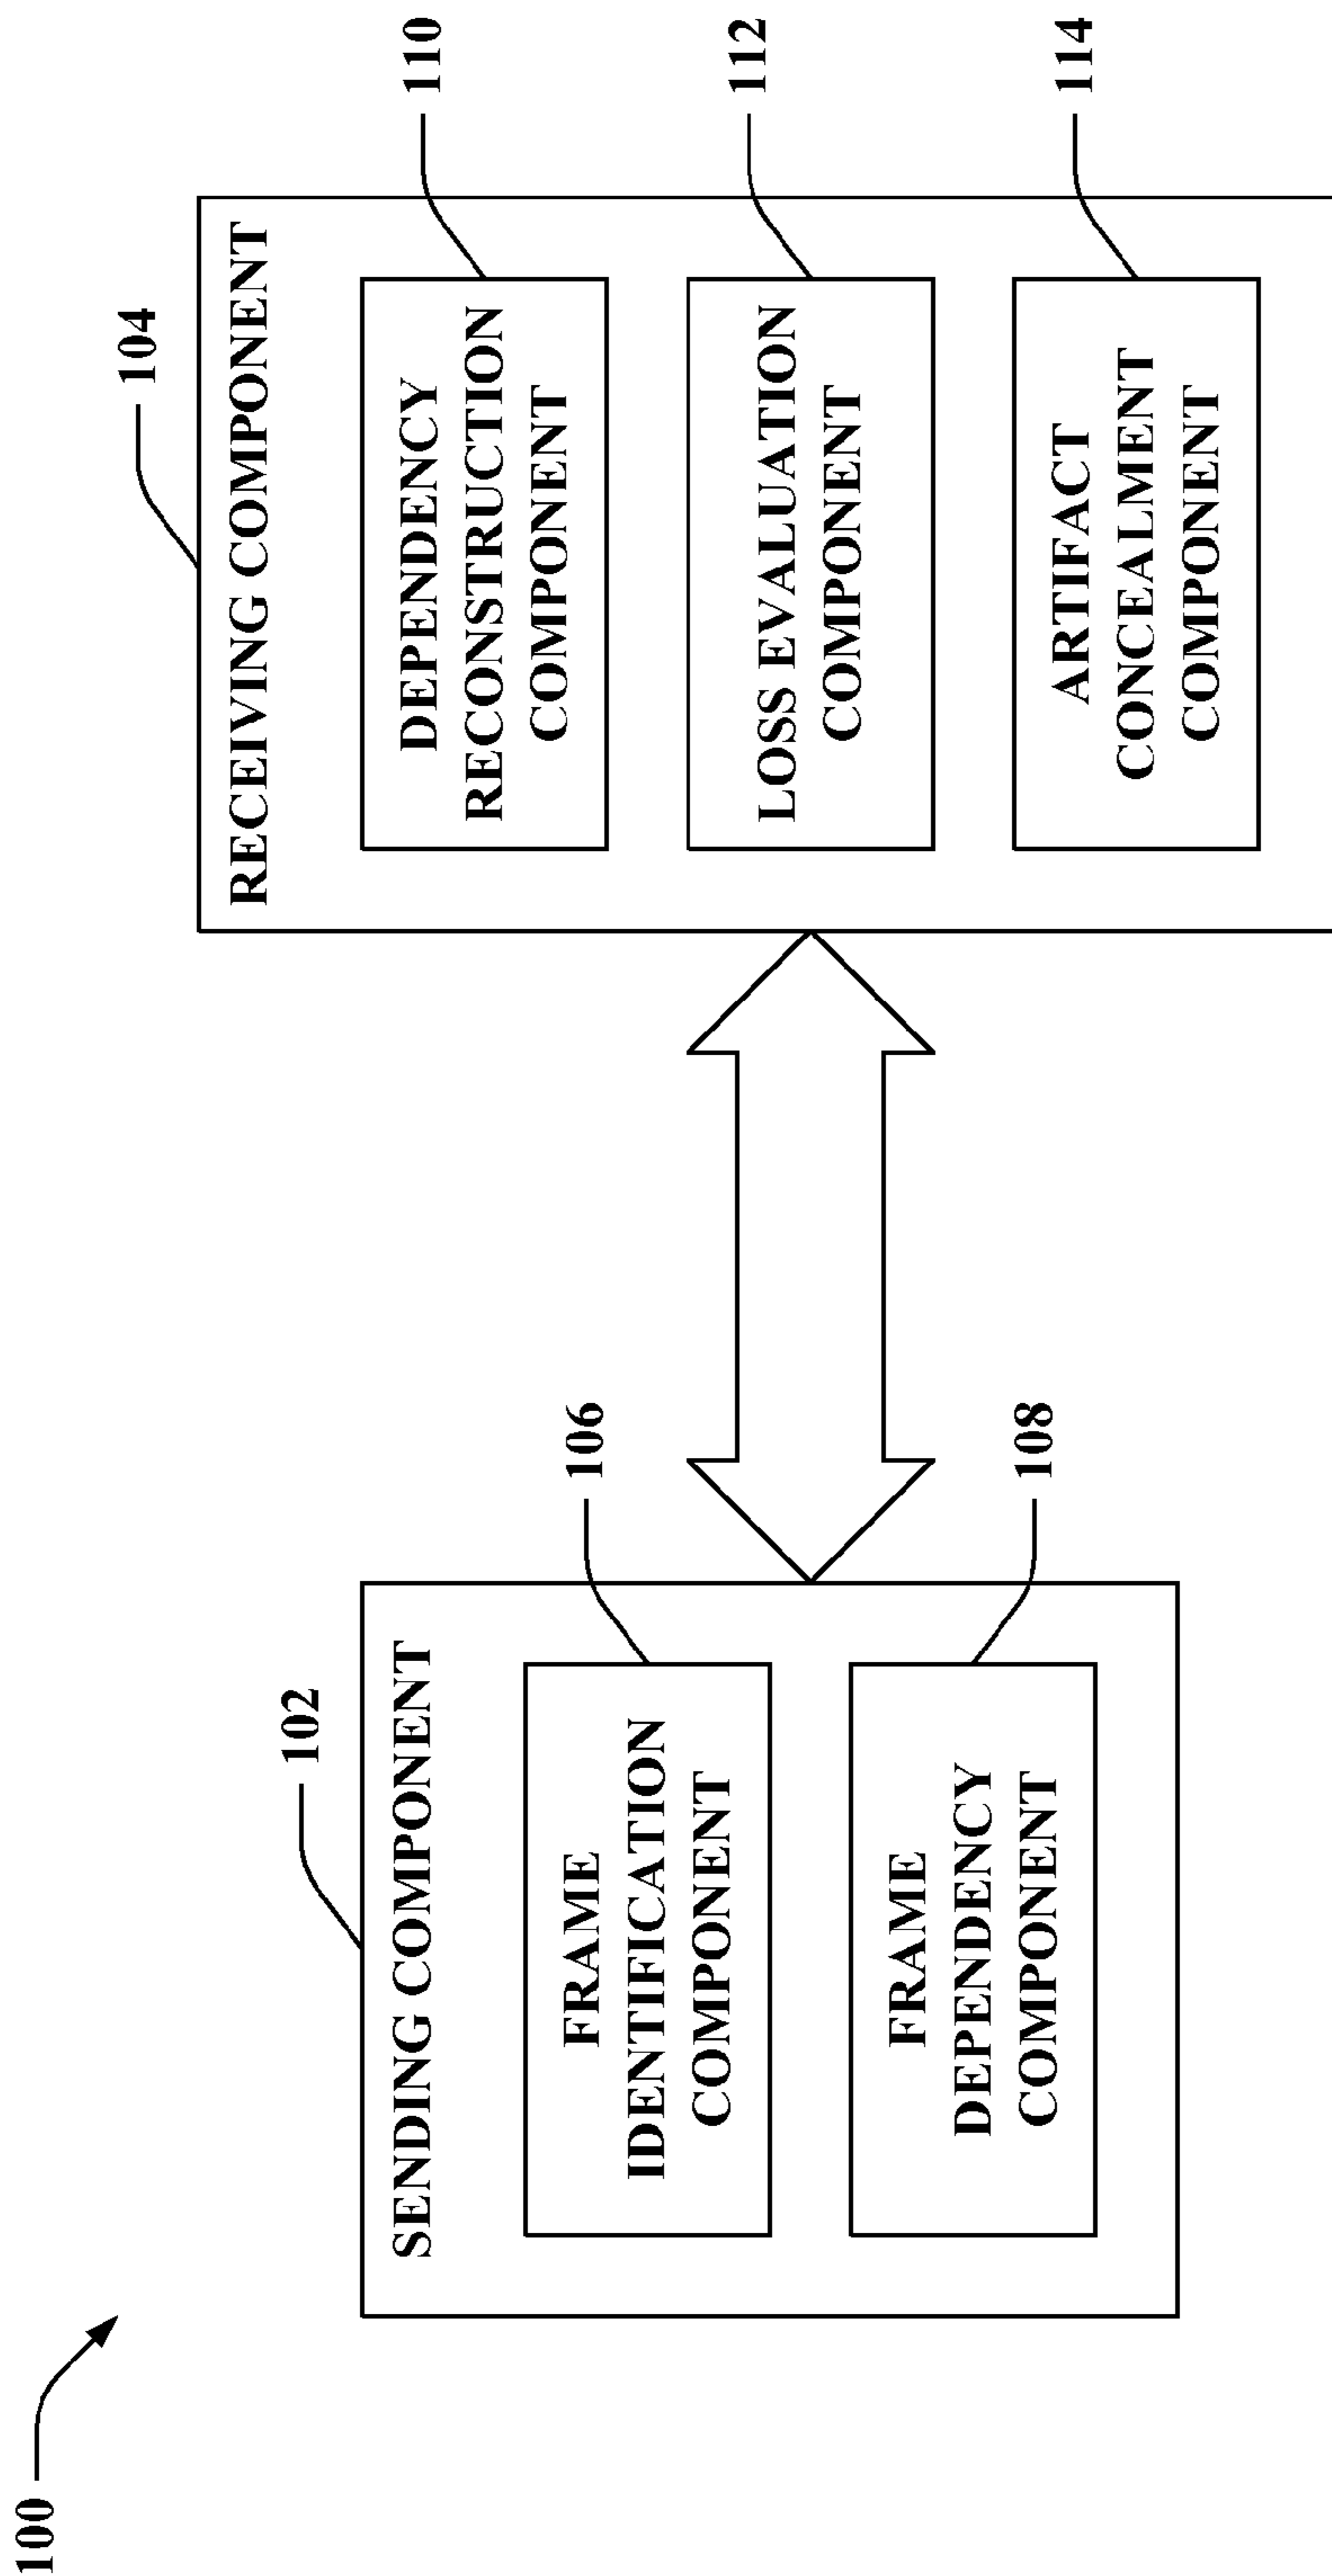 100
102
SENDING COMPONENT
106
FRAME
IDENTIFICATION
COMPONENT
108
FRAME
DEPENDENCY
COMPONENT
104
RECEIVING COMPONENT
110
DEPENDENCY
RECONSTRUCTION
COMPONENT
112
LOSS EVALUATION
COMPONENT
114
ARTIFACT
CONCEALMENT
COMPONENT